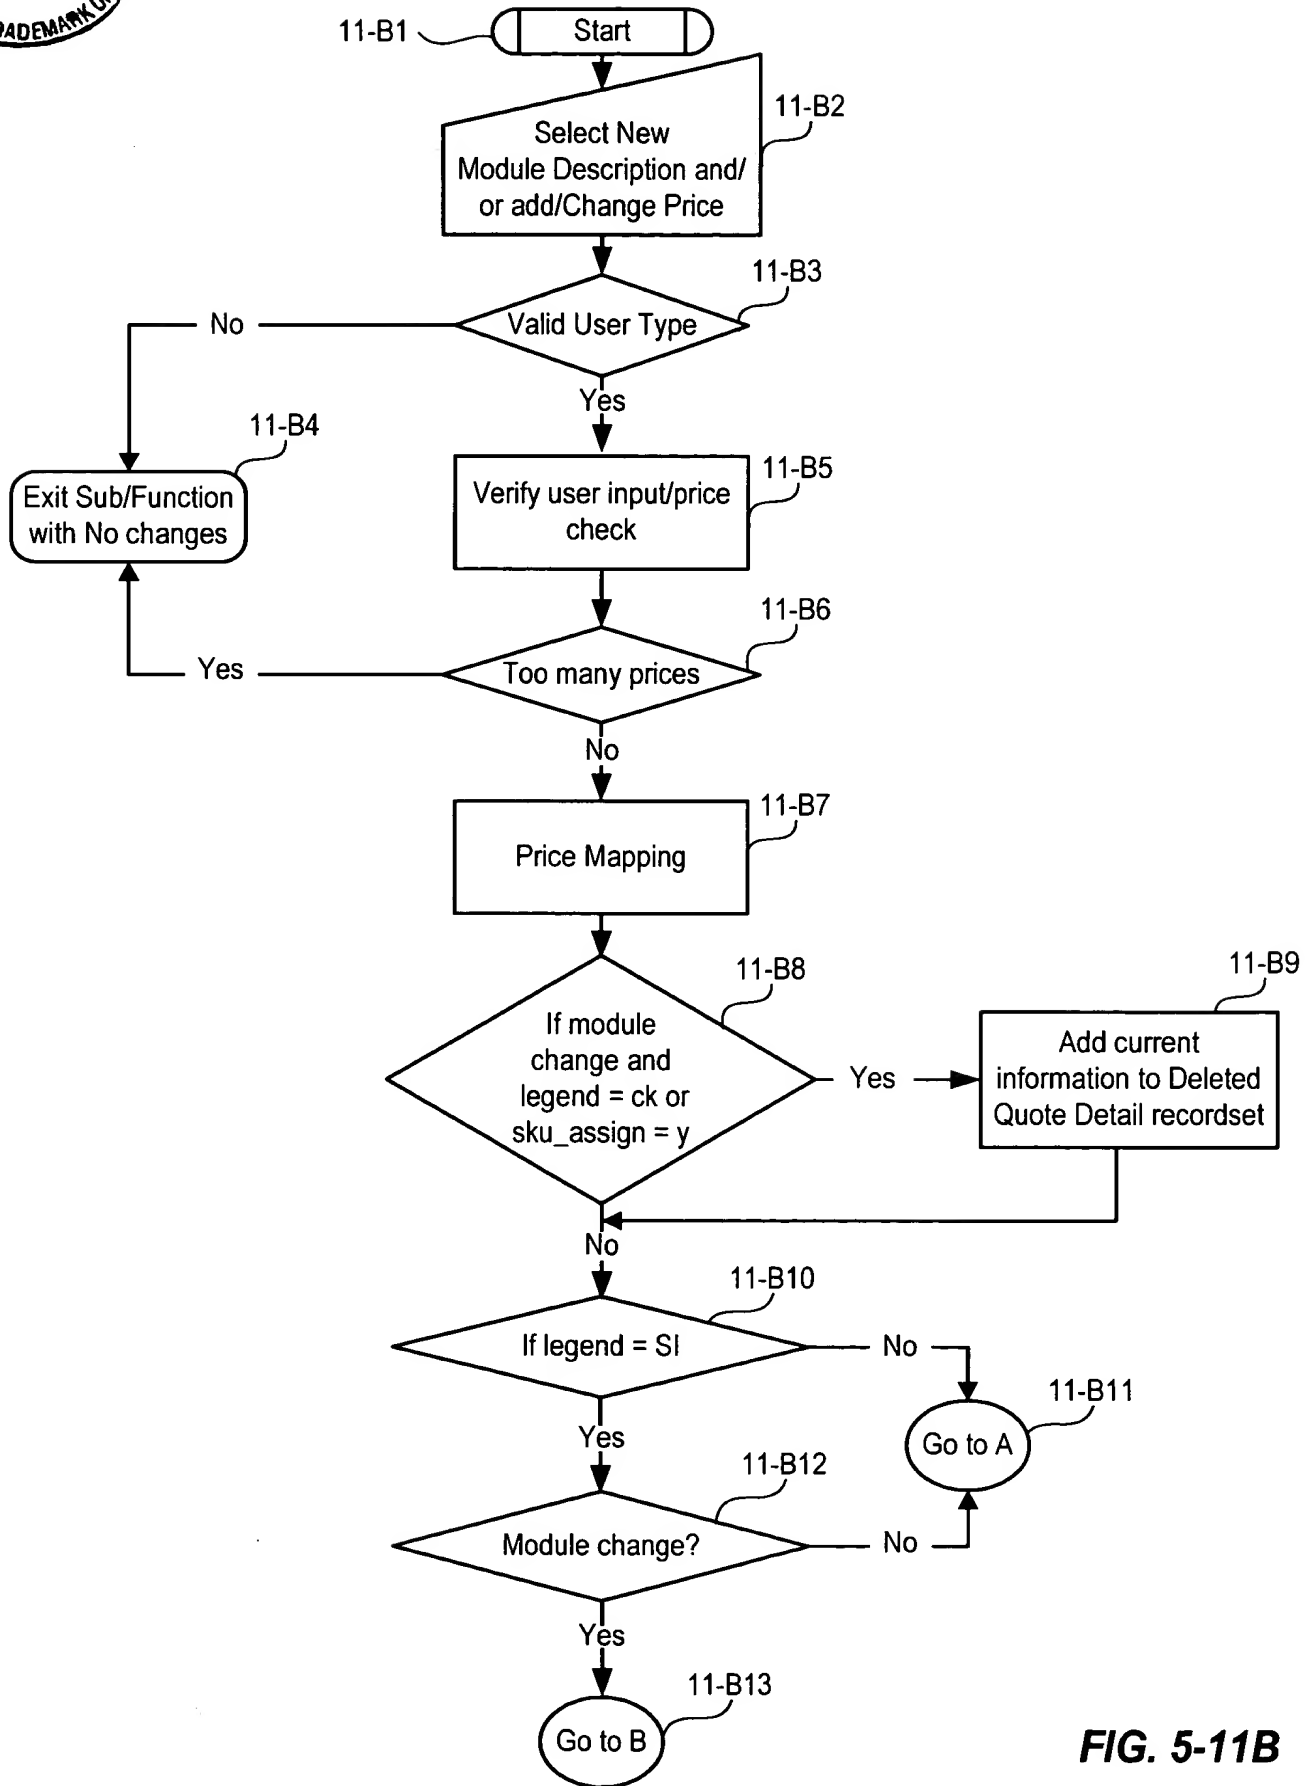 TRADEMARK
11-B1
Start
11-B2
Select New
Module Description and/
or add/Change Price
11-B3
Valid User Type
No
Yes
11-B4
Exit Sub/Function
with No changes
11-B5
Verify user input/price
check
11-B6
Too many prices
Yes
No
11-B7
Price Mapping
11-B8
If module
change and
legend = ck or
sku_assign = y
Yes
11-B9
Add current
information to Deleted
Quote Detail recordset
No
11-B10
If legend = SI
No
11-B11
Go to A
Yes
11-B12
Module change?
No
Yes
11-B13
Go to B
FIG. 5-11B